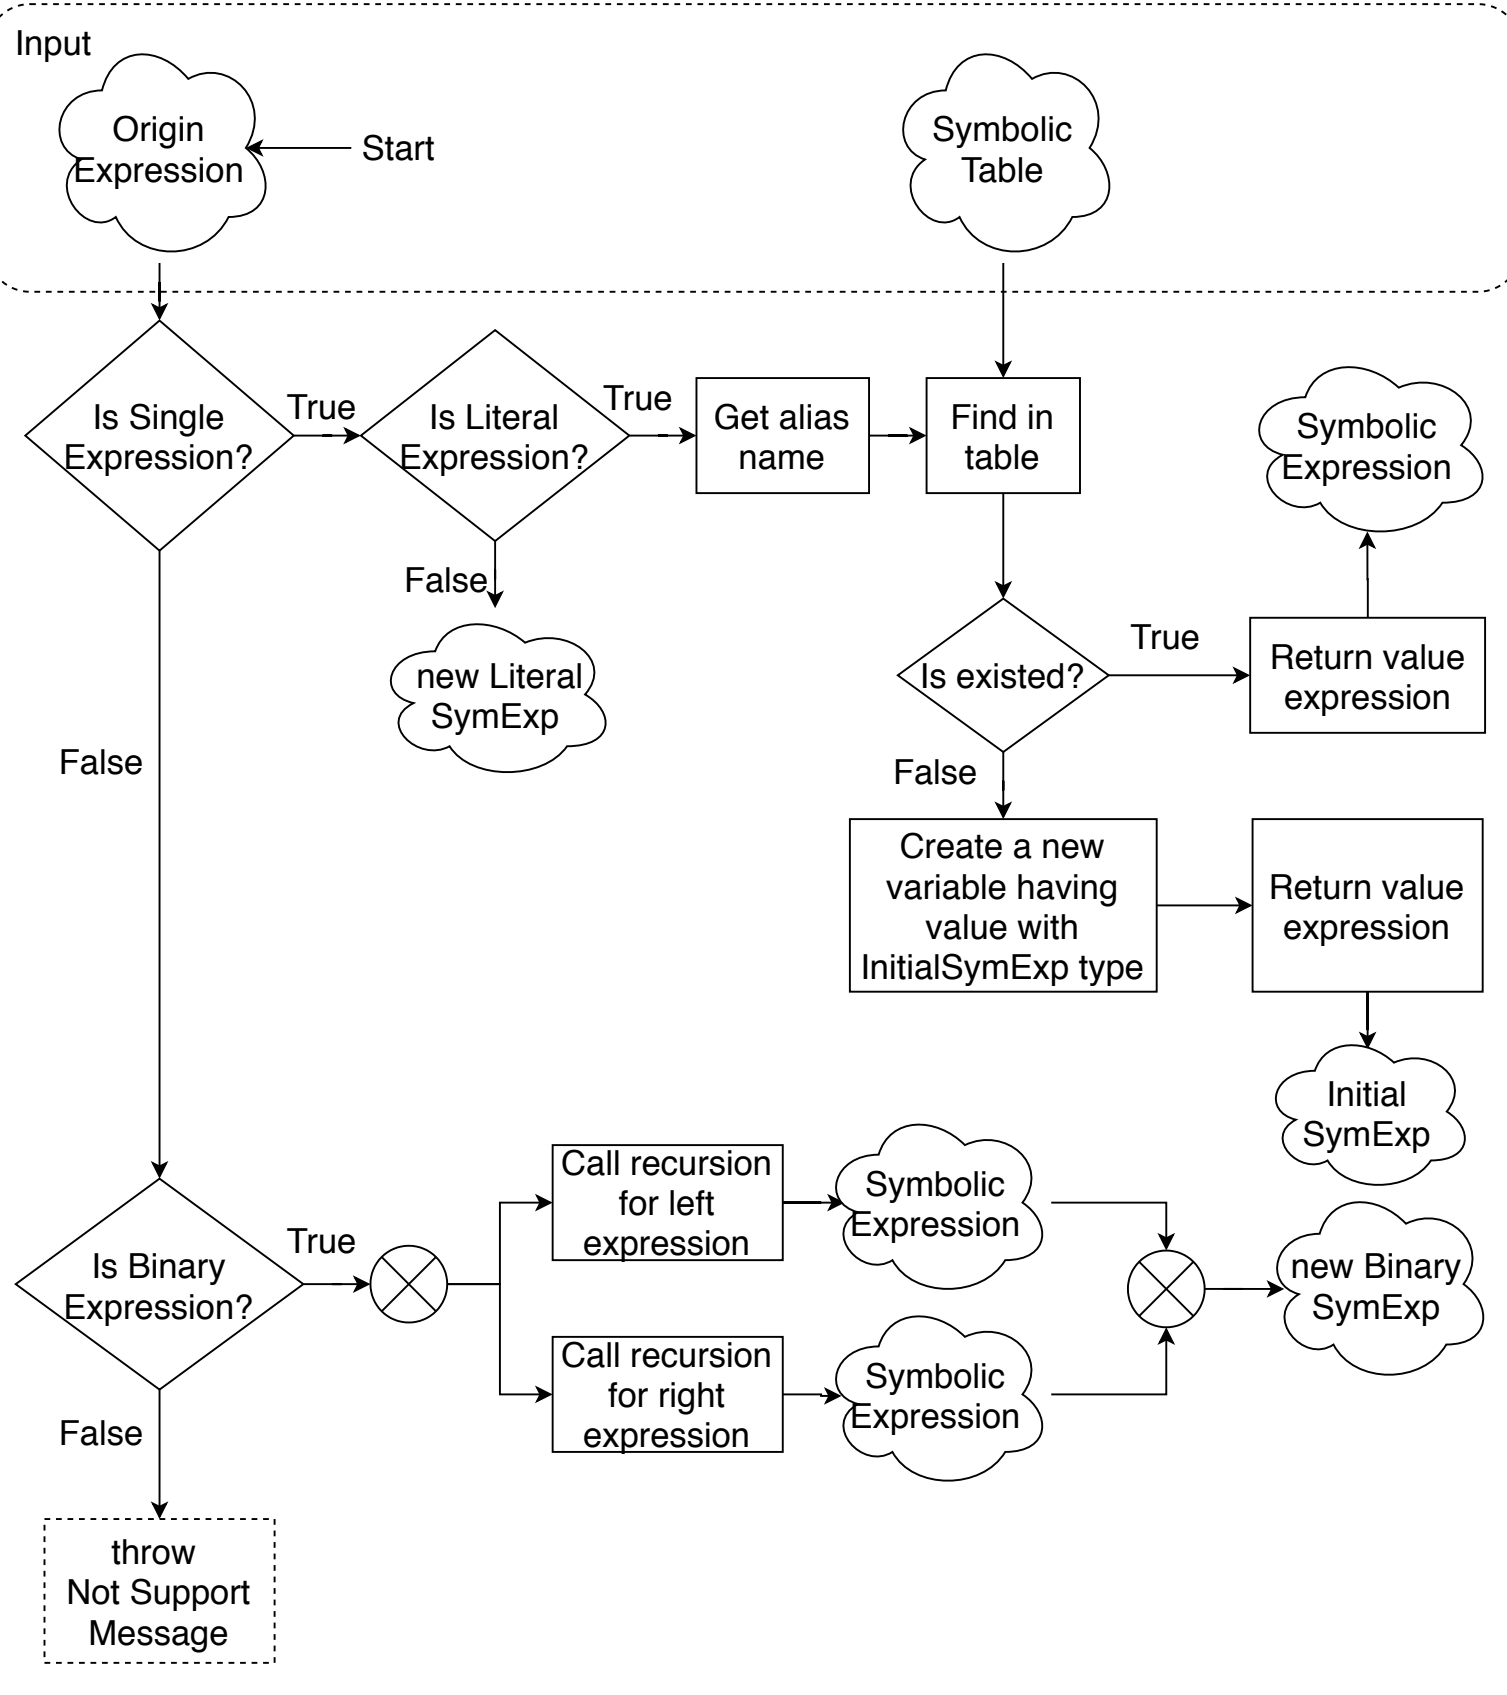 Input
Origin
Expression
Start
Symbolic
Table
Is Single
Expression?
True
Is Literal
Expression?
True
Get alias
name
Find in
table
Symbolic
Expression
False
new Literal
SymExp
Is existed?
True
Return value
expression
False
False
Create a new
variable having
value with
InitialSymExp type
Return value
expression
Initial
SymExp
Is Binary
Expression?
True
Call recursion
for left
expression
Symbolic
Expression
Call recursion
for right
expression
Symbolic
Expression
new Binary
SymExp
False
throw
Not Support
Message